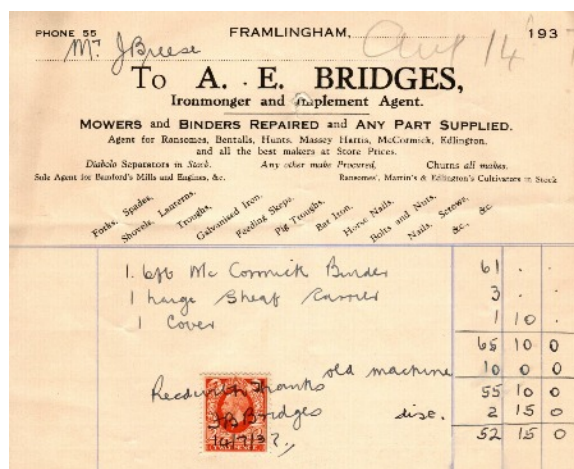 PHONE 55 FRAMLINGHAM, Aug 14 193
Mr J Breese
To A. E. BRIDGES,
Ironmonger and Implement Agent.
MOWERS and BINDERS REPAIRED and ANY PART SUPPLIED.
Agent for Ransomes, Bentalls, Hunts, Massey Harris, McCormick, Edlington,
and all the best makers at Store Prices.
Diabolo Separators in Stock. Any other make Procured, Churns all makes.
Sole Agent for Bamford's Mills and Engines, &c. Ransomes', Martin's & Edlington's Cultivators in Stock
Forks, Spades, Shovels, Lanterns, Troughs, Galvanised Iron, Feeding Skeps, Pig Troughs, Bar Iron, Horse Nails, Bolts and Nuts, Nails, Screws, &c., &c
1. 6ft Mc Cormick Binder 61 . .
1 Large Sheaf Carrier 3 . .
1 Cover 1 10 .
65 10 0
old machine 10 0 0
Recd with Thanks 55 10 0
Bridges disc. 2 15 0
52 15 0